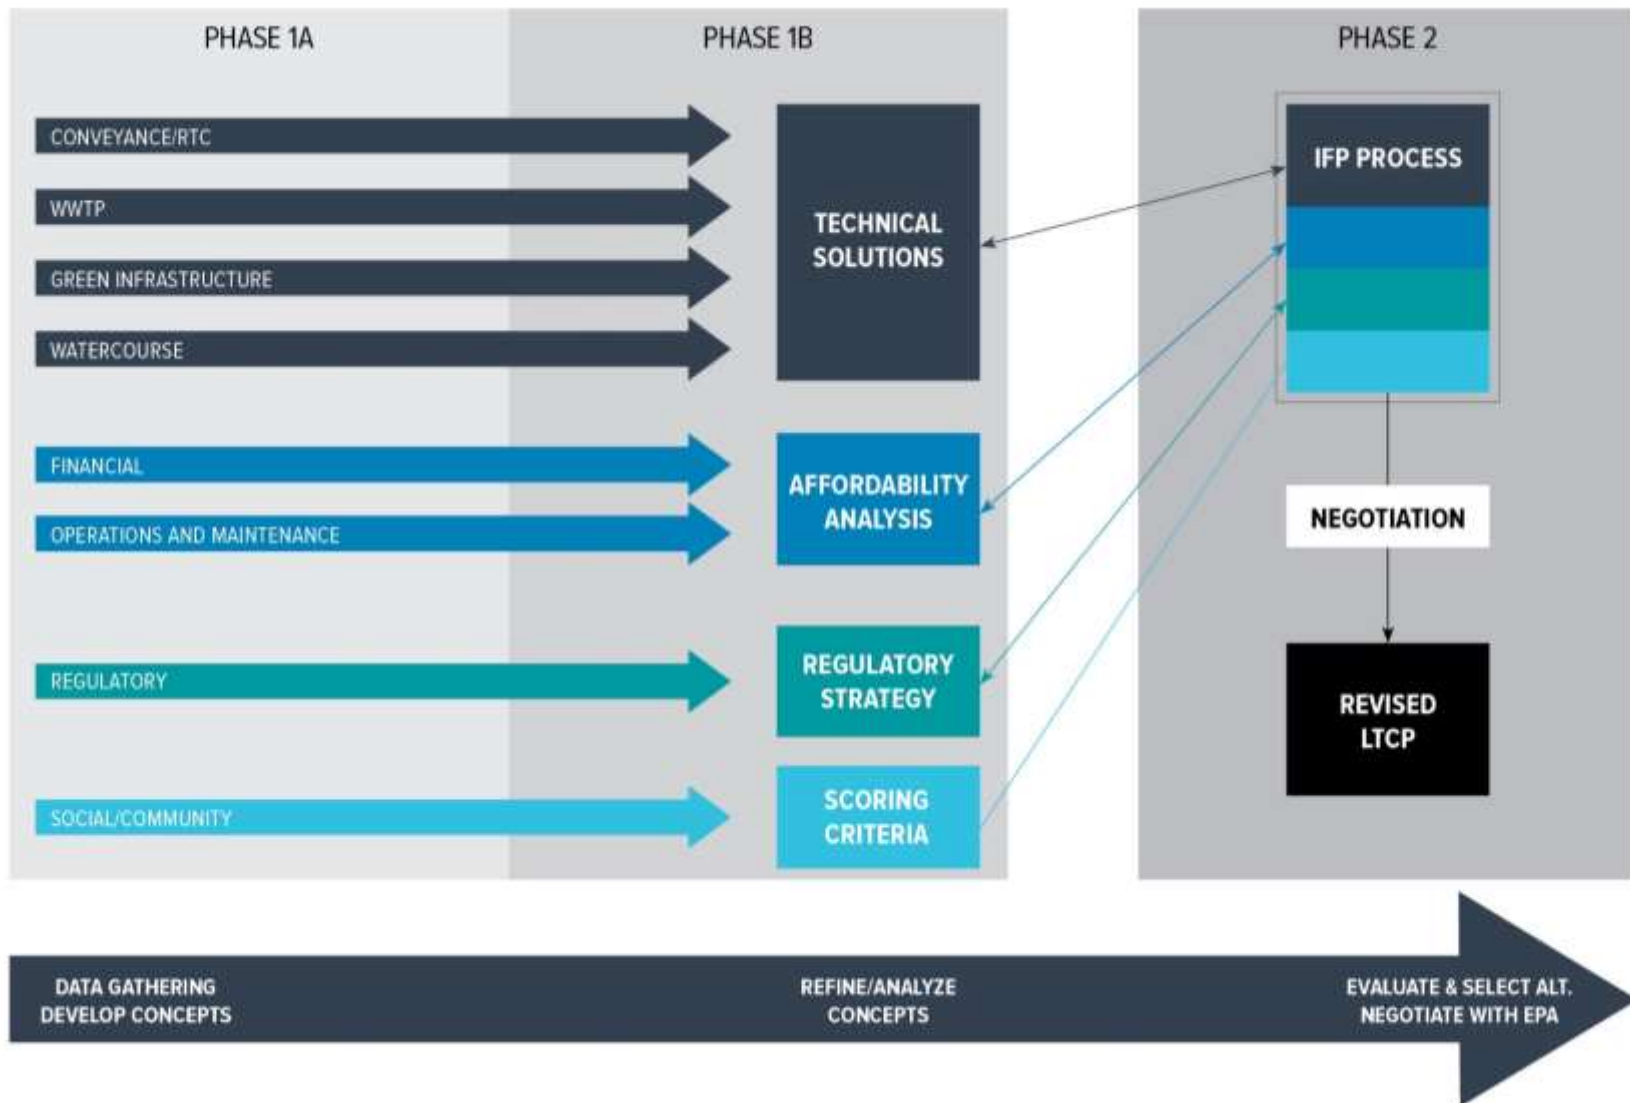 PHASE 1A
PHASE 1B
PHASE 2
CONVEYANCE/RTC
WWTP
GREEN INFRASTRUCTURE
WATERCOURSE
TECHNICAL
SOLUTIONS
FINANCIAL
OPERATIONS AND MAINTENANCE
AFFORDABILITY
ANALYSIS
REGULATORY
REGULATORY
STRATEGY
SOCIAL/COMMUNITY
SCORING
CRITERIA
IFP PROCESS
NEGOTIATION
REVISED
LTCP
DATA GATHERING
DEVELOP CONCEPTS
REFINE/ANALYZE
CONCEPTS
EVALUATE & SELECT ALT.
NEGOTIATE WITH EPA